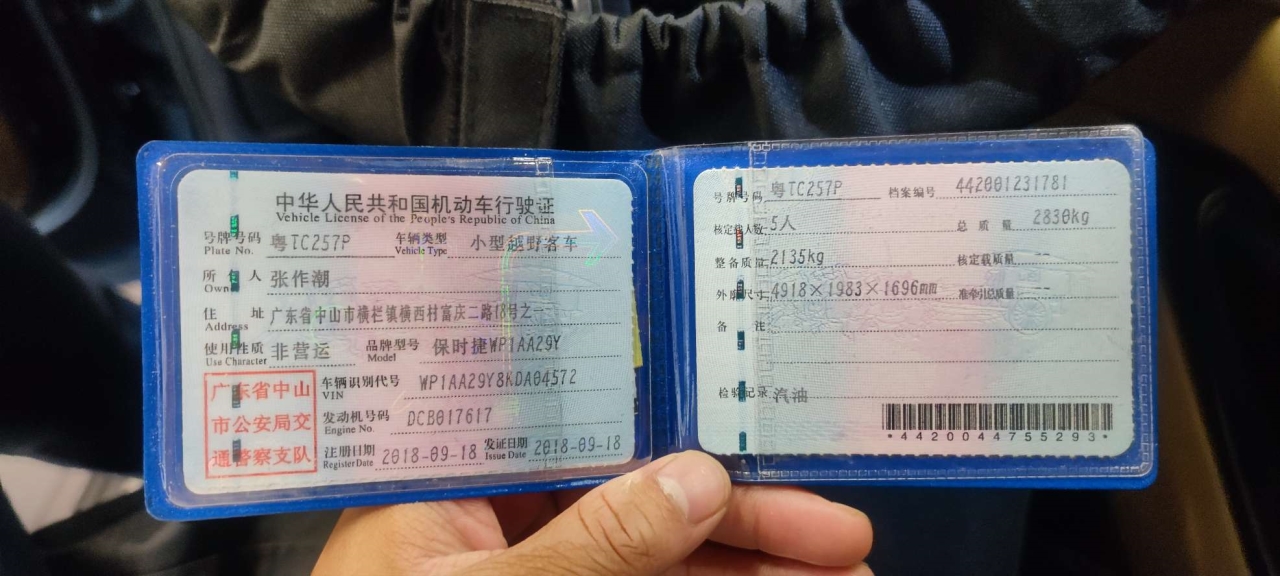 中华人民共和国机动车行驶证
Vehicle License of the People's Republic of China
号牌号码 粤TC257P 车辆类型 小型越野客车
Plate No. Vehicle Type
所有人 张作潮
Owner
住址 广东省中山市横栏镇横西村富庆二路18号之一
Address
使用性质 非营运 品牌型号 保时捷WP1AA29Y
Use Character Model
广东省中山
市公安局交
通警察支队
车辆识别代号 WP1AA29Y8KDA04572
VIN
发动机号码 DCB017617
Engine No.
注册日期 2018-09-18 发证日期 2018-09-18
Register Date Issue Date
号牌号码 粤TC257P 档案编号 442001231781
核定载人数 5人 总质量 2830kg
整备质量 2135kg 核定载质量 --
外廓尺寸 4918×1983×1696mm 准牵引总质量 --
备注
检验记录 汽油
*4420044755293*